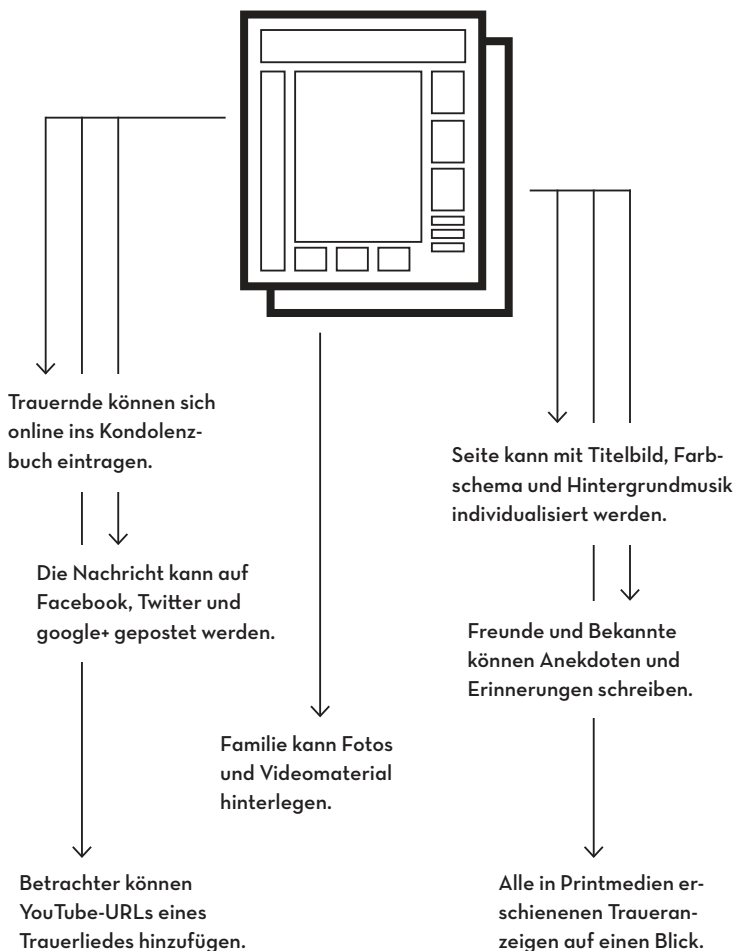 Trauernde können sich
online ins Kondolenz-
buch eintragen.
Die Nachricht kann auf
Facebook, Twitter und
google+ gepostet werden.
Betrachter können
YouTube-URLs eines
Trauerliedes hinzufügen.
Familie kann Fotos
und Videomaterial
hinterlegen.
Seite kann mit Titelbild, Farb-
schema und Hintergrundmusik
individualisiert werden.
Freunde und Bekannte
können Anekdoten und
Erinnerungen schreiben.
Alle in Printmedien er-
schienenen Traueran-
zeigen auf einen Blick.